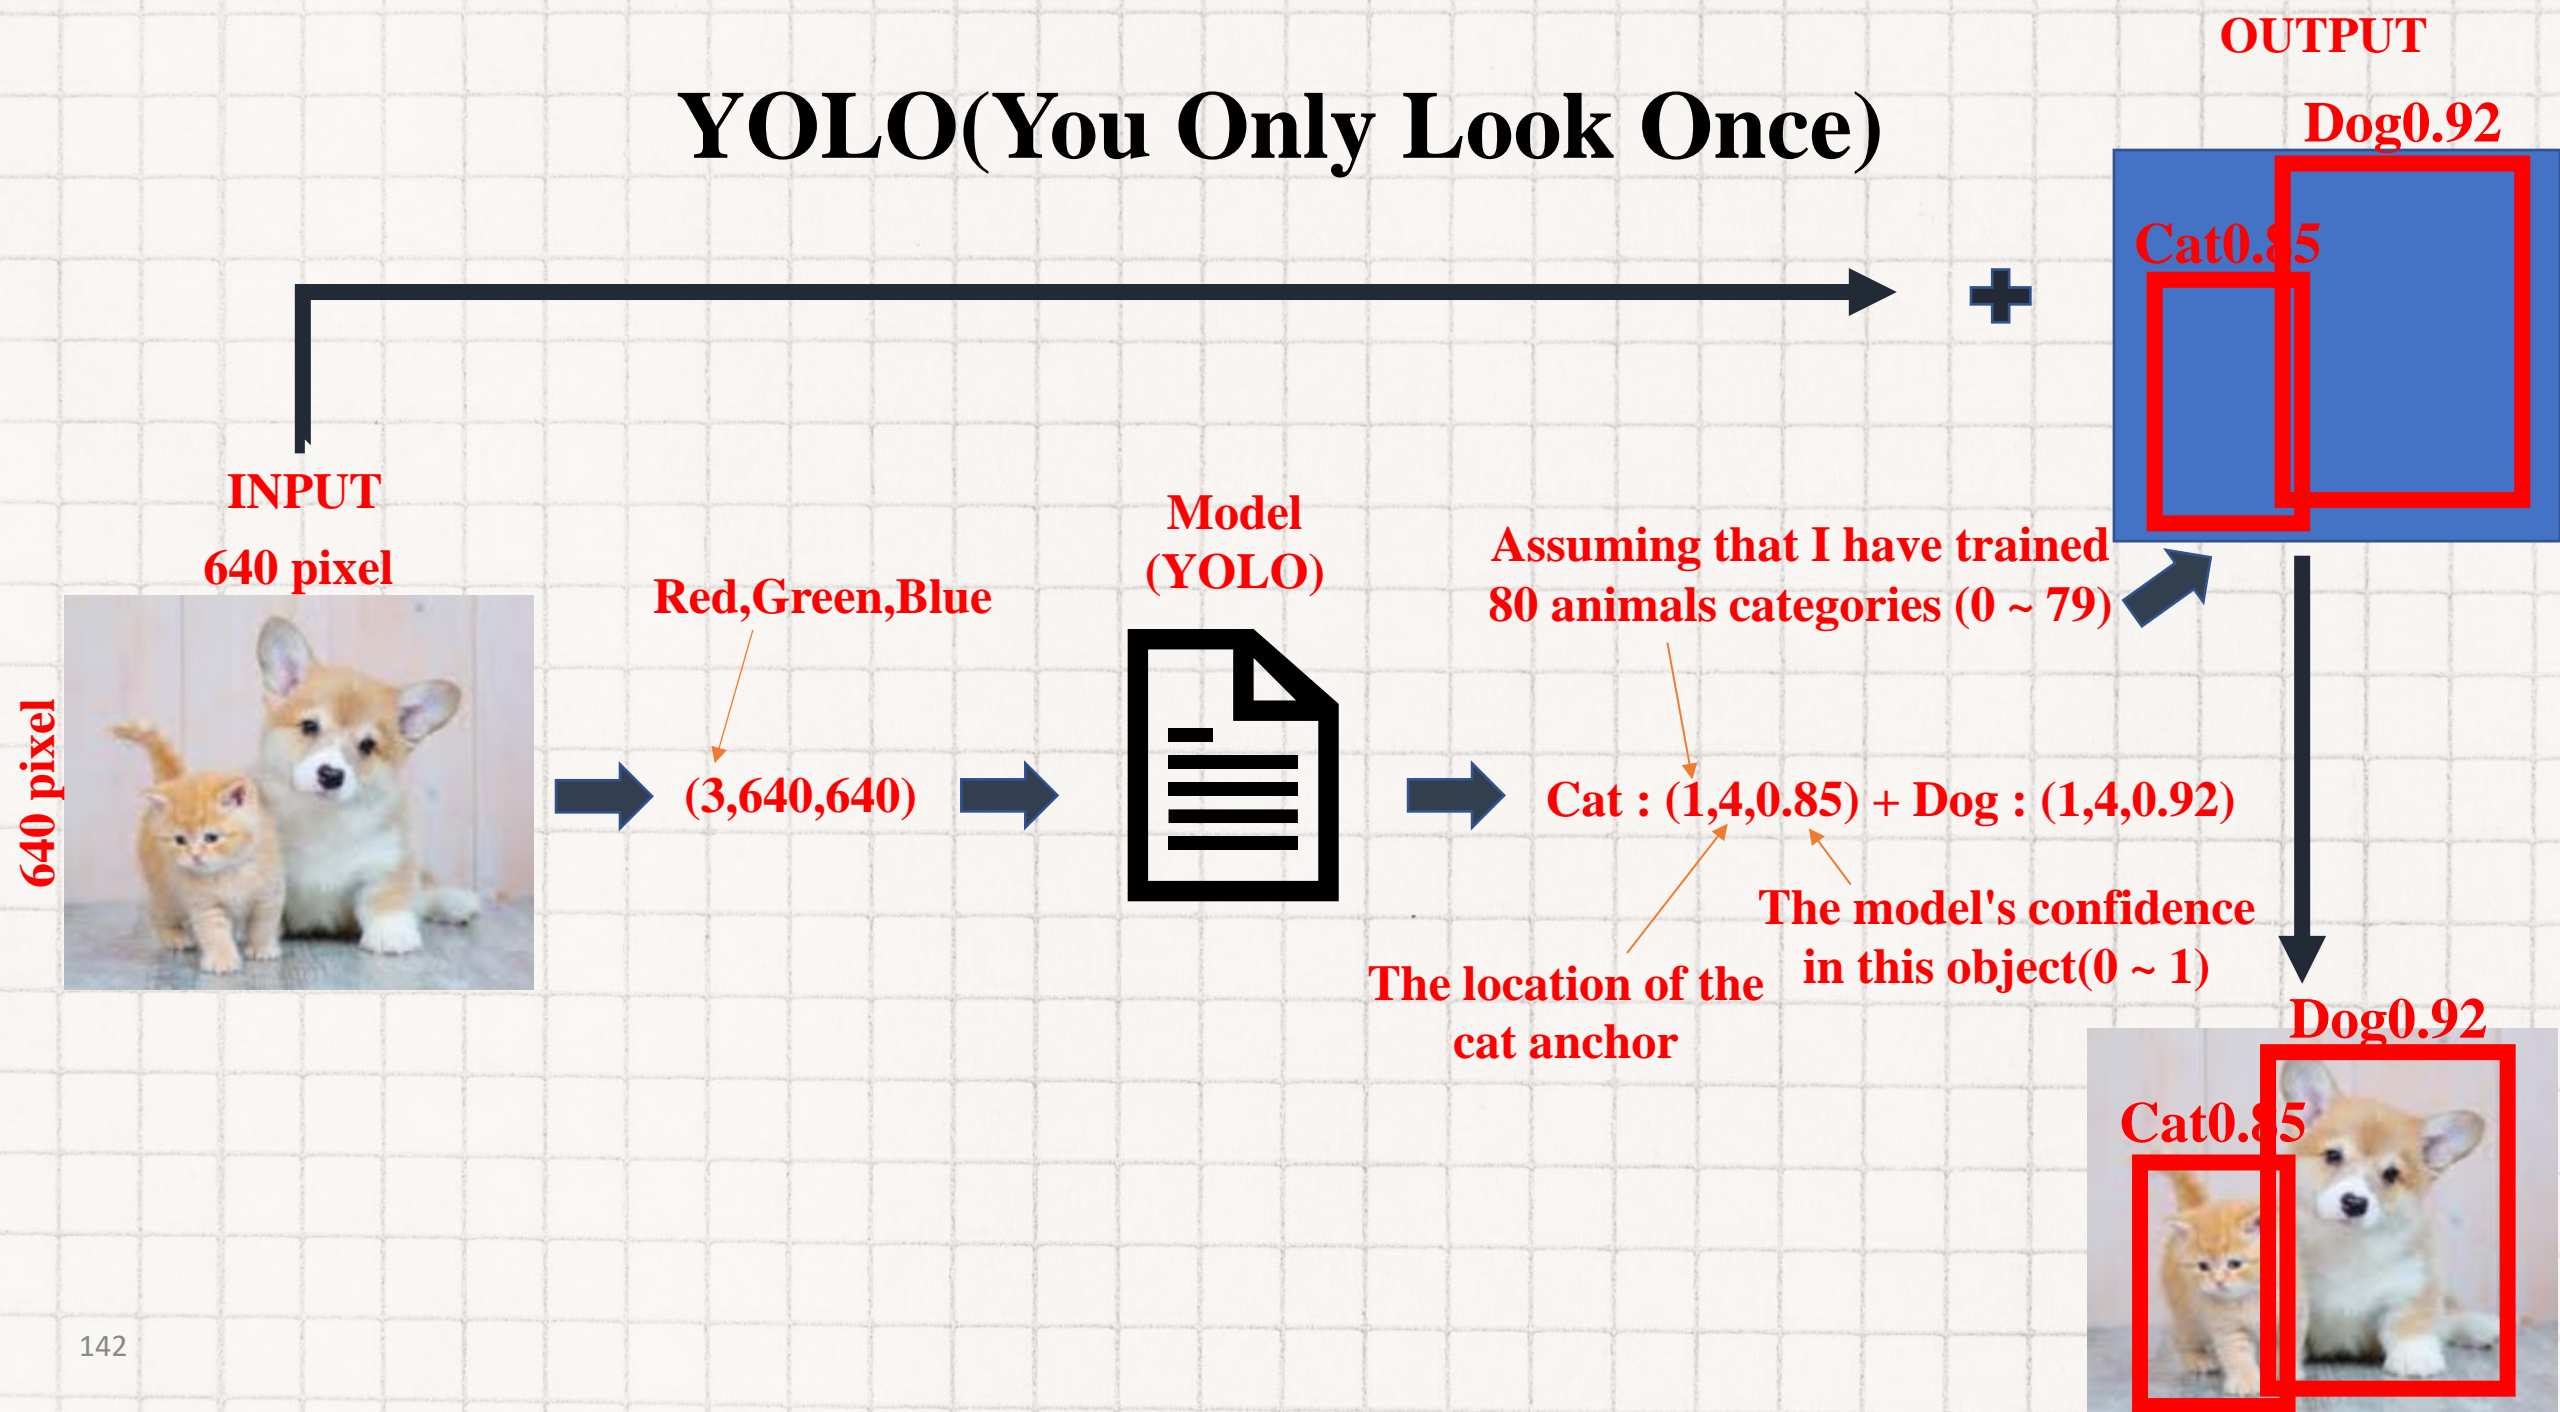 OUTPUT
YOLO(You Only Look Once)
Dog0.92
Cat0.85
INPUT
640 pixel
640 pixel
Red,Green,Blue
(3,640,640)
Model
(YOLO)
Assuming that I have trained
80 animals categories (0 ~ 79)
Cat : (1,4,0.85) + Dog : (1,4,0.92)
The model's confidence
in this object(0 ~ 1)
The location of the
cat anchor
Dog0.92
Cat0.85
142